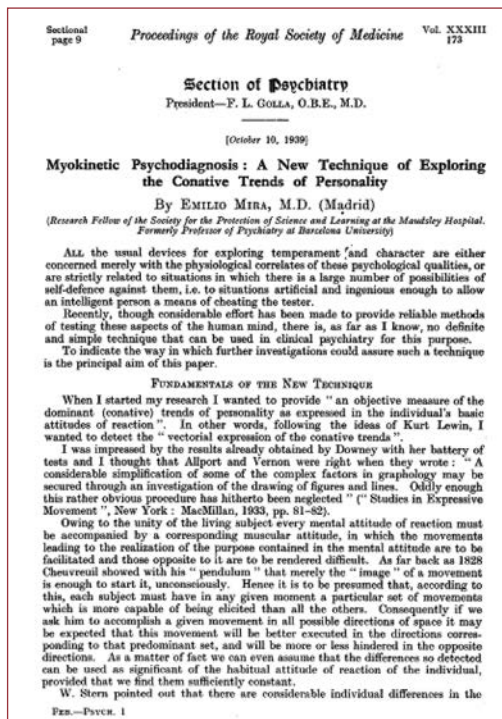 Sectional
page 9
Proceedings of the Royal Society of Medicine
Vol. XXXIII
173
Section of Psychiatry
President—F. L. GOLLA, O.B.E., M.D.
[October 10, 1939]
Myokinetic Psychodiagnosis: A New Technique of Exploring
the Conative Trends of Personality
By EMILIO MIRA, M.D. (Madrid)
(Research Fellow of the Society for the Protection of Science and Learning at the Maudsley Hospital.
Formerly Professor of Psychiatry at Barcelona University)
ALL the usual devices for exploring temperament and character are either
concerned merely with the physiological correlates of these psychological qualities, or
are strictly related to situations in which there is a large number of possibilities of
self-defence against them, i.e. to situations artificial and ingenious enough to allow
an intelligent person a means of cheating the tester.
Recently, though considerable effort has been made to provide reliable methods
of testing these aspects of the human mind, there is, as far as I know, no definite
and simple technique that can be used in clinical psychiatry for this purpose.
To indicate the way in which further investigations could assure such a technique
is the principal aim of this paper.
FUNDAMENTALS OF THE NEW TECHNIQUE
When I started my research I wanted to provide " an objective measure of the
dominant (conative) trends of personality as expressed in the individual's basic
attitudes of reaction ". In other words, following the ideas of Kurt Lewin, I
wanted to detect the " vectorial expression of the conative trends ".
I was impressed by the results already obtained by Downey with her battery of
tests and I thought that Allport and Vernon were right when they wrote: " A
considerable simplification of some of the complex factors in graphology may be
secured through an investigation of the drawing of figures and lines. Oddly enough
this rather obvious procedure has hitherto been neglected " (" Studies in Expressive
Movement ", New York: MacMillan, 1933, pp. 81–82).
Owing to the unity of the living subject every mental attitude of reaction must
be accompanied by a corresponding muscular attitude, in which the movements
leading to the realization of the purpose contained in the mental attitude are to be
facilitated and those opposite to it are to be rendered difficult. As far back as 1828
Cheuvreuil showed with his " pendulum " that merely the " image " of a movement
is enough to start it, unconsciously. Hence it is to be presumed that, according to
this, each subject must have in any given moment a particular set of movements
which is more capable of being elicited than all the others. Consequently if we
ask him to accomplish a given movement in all possible directions of space it may
be expected that this movement will be better executed in the directions corres-
ponding to that predominant set, and will be more or less hindered in the opposite
directions. As a matter of fact we can even assume that the differences so detected
can be used as significant of the habitual attitude of reaction of the individual,
provided that we find them sufficiently constant.
W. Stern pointed out that there are considerable individual differences in the
FEB.—PSYCH. 1